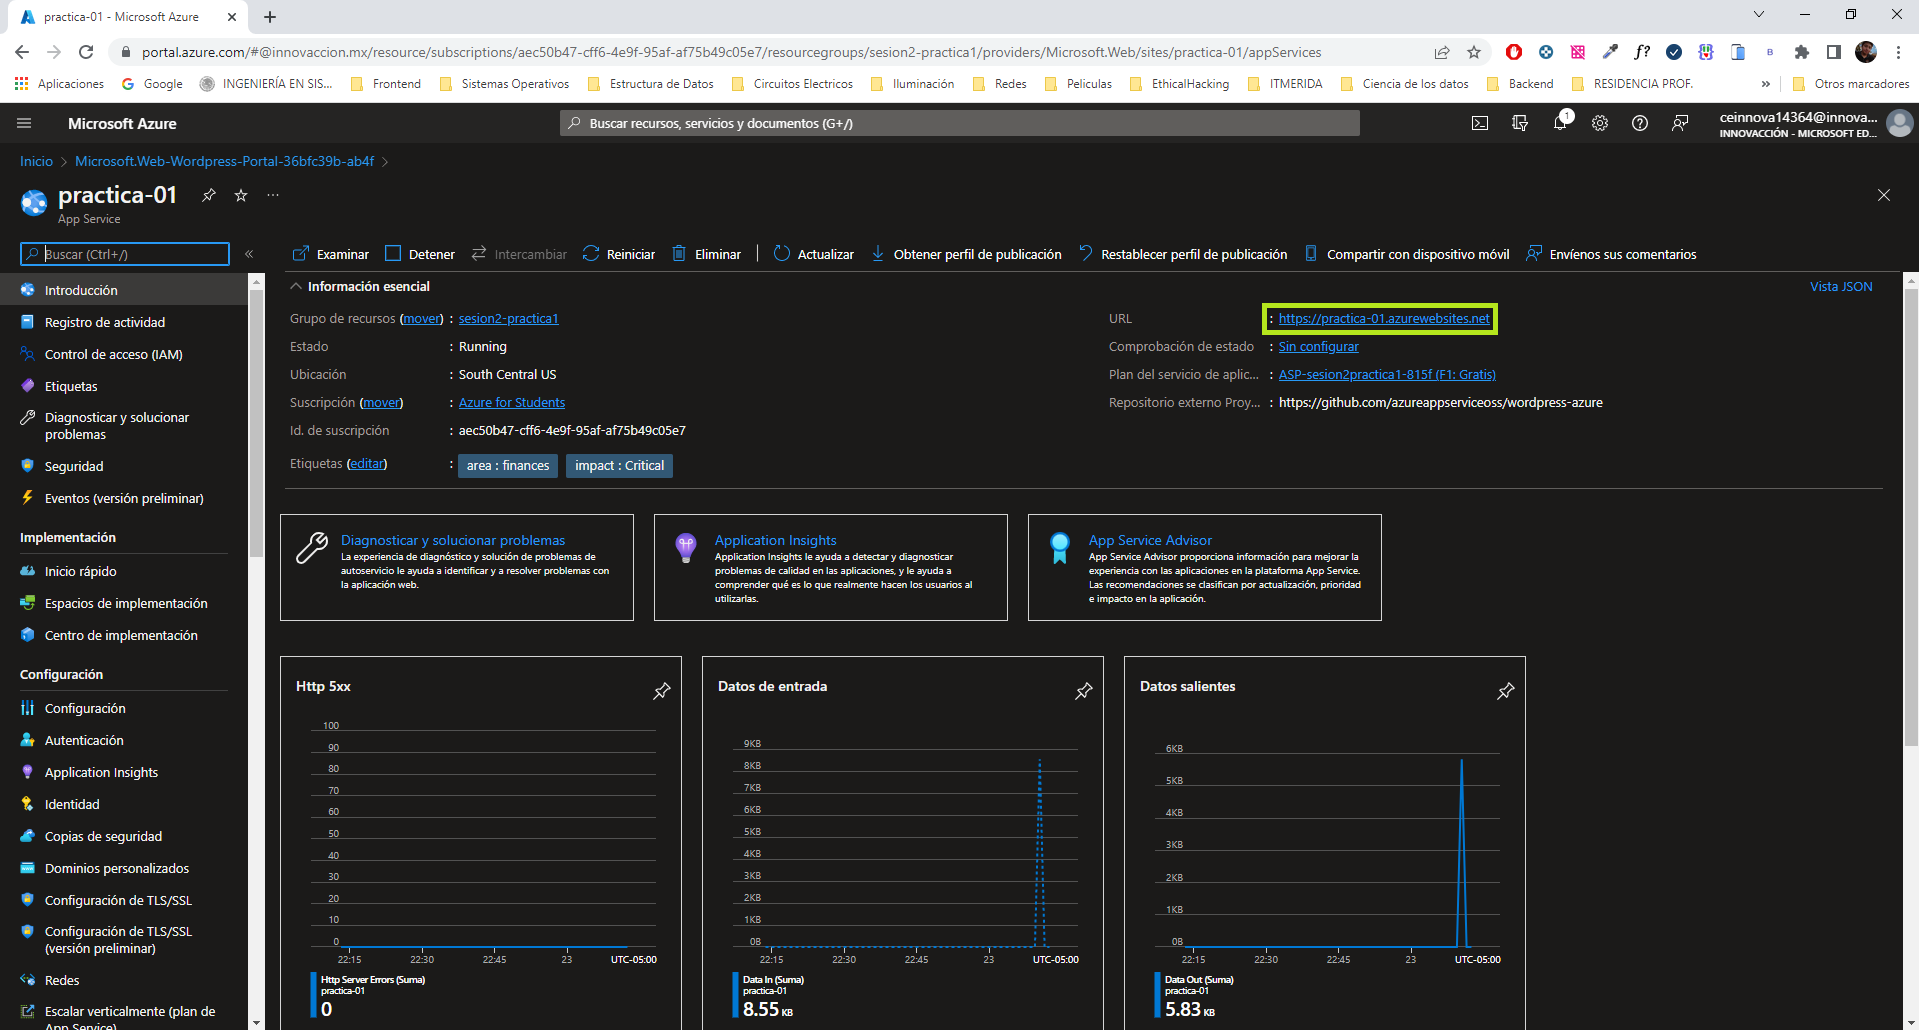 practica-01 - Microsoft Azure
portal.azure.com/#@innovaccion.mx/resource/subscriptions/aec50b47-cff6-4e9f-95af-af75b49c05e7/resourcegroups/sesion2-practica1/providers/Microsoft.Web/sites/practica-01/appServices
Aplicaciones Google INGENIERÍA EN SIS... Frontend Sistemas Operativos Estructura de Datos Circuitos Electricos Iluminación Redes Peliculas EthicalHacking ITMERIDA Ciencia de los datos Backend RESIDENCIA PROF. » Otros marcadores
Microsoft Azure
Buscar recursos, servicios y documentos (G+/)
1
ceinnova14364@innova...
INNOVACCIÓN - MICROSOFT ED...
Inicio > Microsoft.Web-Wordpress-Portal-36bfc39b-ab4f >
practica-01
App Service
Buscar (Ctrl+/)
«
Examinar Detener Intercambiar Reiniciar Eliminar Actualizar Obtener perfil de publicación Restablecer perfil de publicación Compartir con dispositivo móvil Envíenos sus comentarios
Introducción
Registro de actividad
Control de acceso (IAM)
Etiquetas
Diagnosticar y solucionar
problemas
Seguridad
Eventos (versión preliminar)
Implementación
Inicio rápido
Espacios de implementación
Centro de implementación
Configuración
Configuración
Autenticación
Application Insights
Identidad
Copias de seguridad
Dominios personalizados
Configuración de TLS/SSL
Configuración de TLS/SSL
(versión preliminar)
Redes
Escalar verticalmente (plan de
App Service)
Información esencial
Vista JSON
Grupo de recursos (mover) : sesion2-practica1
Estado : Running
Ubicación : South Central US
Suscripción (mover) : Azure for Students
Id. de suscripción : aec50b47-cff6-4e9f-95af-af75b49c05e7
Etiquetas (editar) : area : finances impact : Critical
URL : https://practica-01.azurewebsites.net
Comprobación de estado : Sin configurar
Plan del servicio de aplic... : ASP-sesion2practica1-815f (F1: Gratis)
Repositorio externo Proy... : https://github.com/azureappserviceoss/wordpress-azure
Diagnosticar y solucionar problemas
La experiencia de diagnóstico y solución de problemas de
autoservicio le ayuda a identificar y a resolver problemas con
la aplicación web.
Application Insights
Application Insights le ayuda a detectar y diagnosticar
problemas de calidad en las aplicaciones, y le ayuda a
comprender qué es lo que realmente hacen los usuarios al
utilizarlas.
App Service Advisor
App Service Advisor proporciona información para mejorar la
experiencia con las aplicaciones en la plataforma App Service.
Las recomendaciones se clasifican por actualización, prioridad
e impacto en la aplicación.
Http 5xx
100
90
80
70
60
50
40
30
20
10
0
22:15 22:30 22:45 23 UTC-05:00
Http Server Errors (Suma)
practica-01
0
Datos de entrada
9KB
8KB
7KB
6KB
5KB
4KB
3KB
2KB
1KB
0B
22:15 22:30 22:45 23 UTC-05:00
Data In (Suma)
practica-01
8.55 KB
Datos salientes
6KB
5KB
4KB
3KB
2KB
1KB
0B
22:15 22:30 22:45 23 UTC-05:00
Data Out (Suma)
practica-01
5.83 KB